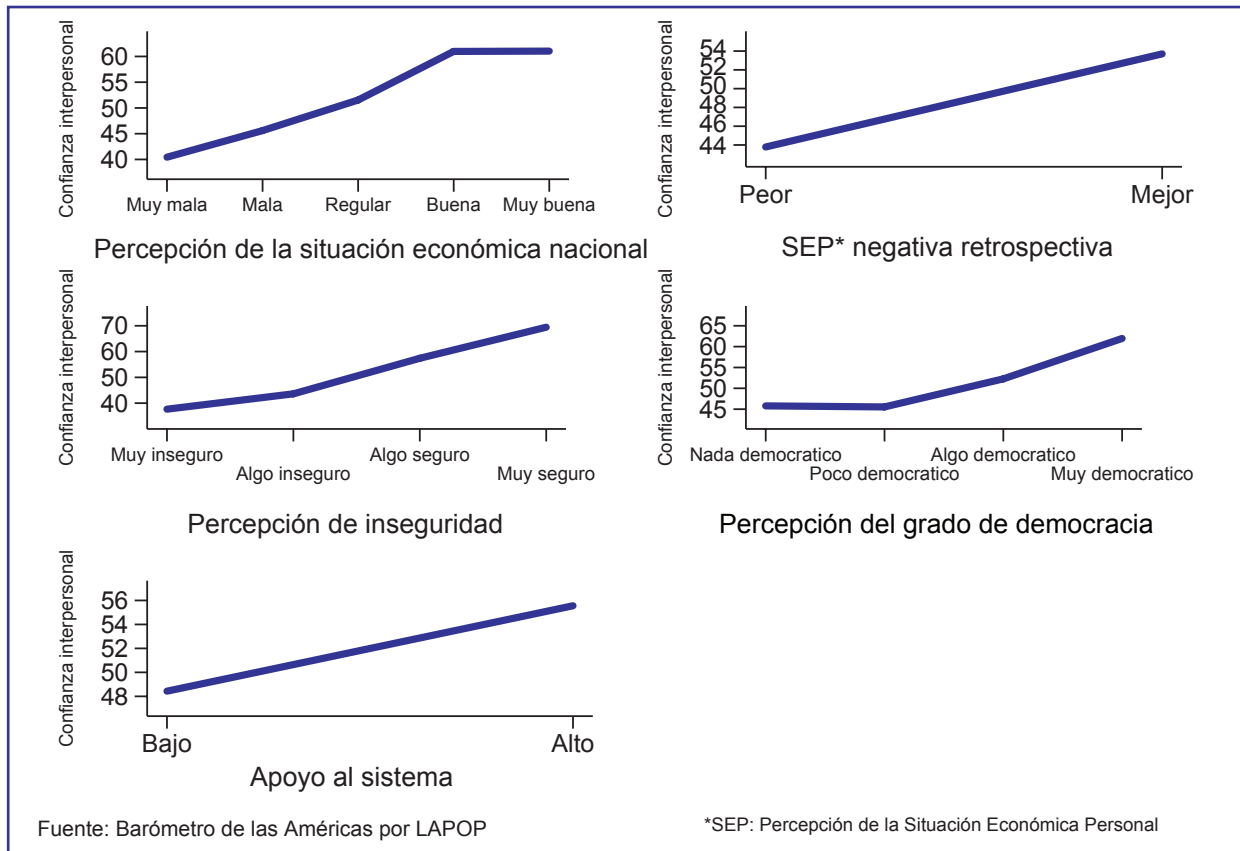 Confianza interpersonal
60
55
50
45
40
Muy mala Mala Regular Buena Muy buena
Percepción de la situación económica nacional
Confianza interpersonal
54
52
50
48
46
44
Peor Mejor
SEP* negativa retrospectiva
Confianza interpersonal
70
60
50
40
Muy inseguro Algo inseguro Algo seguro Muy seguro
Percepción de inseguridad
Confianza interpersonal
65
60
55
50
45
Nada democratico Poco democratico Algo democratico Muy democratico
Percepción del grado de democracia
Confianza interpersonal
56
54
52
50
48
Bajo Alto
Apoyo al sistema
Fuente: Barómetro de las Américas por LAPOP
*SEP: Percepción de la Situación Económica Personal